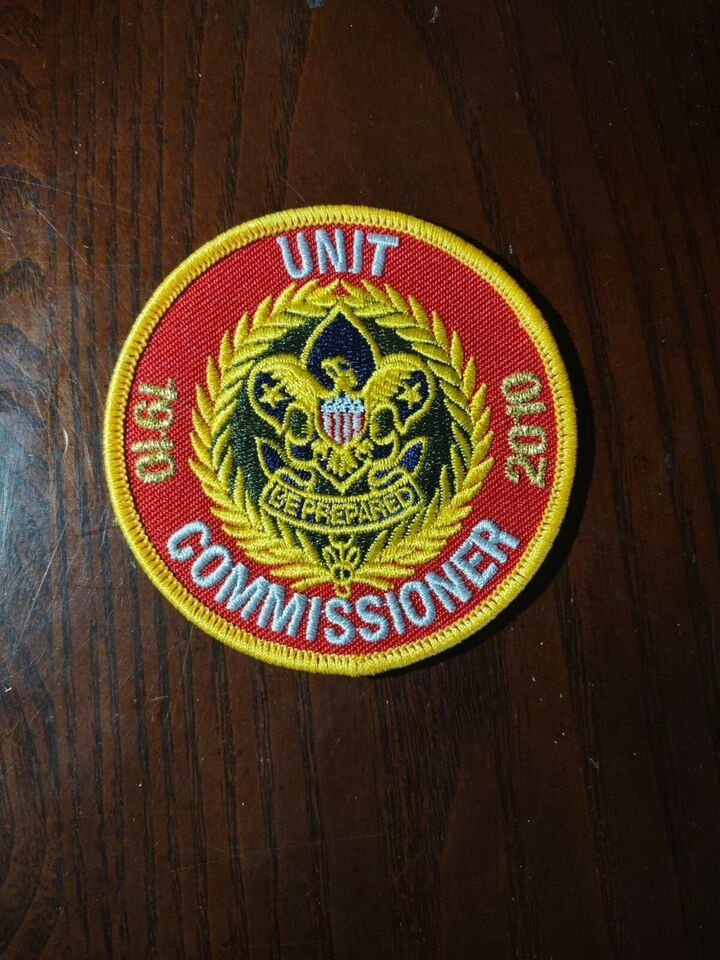 UNIT
1910
2010
BE PREPARED
COMMISSIONER